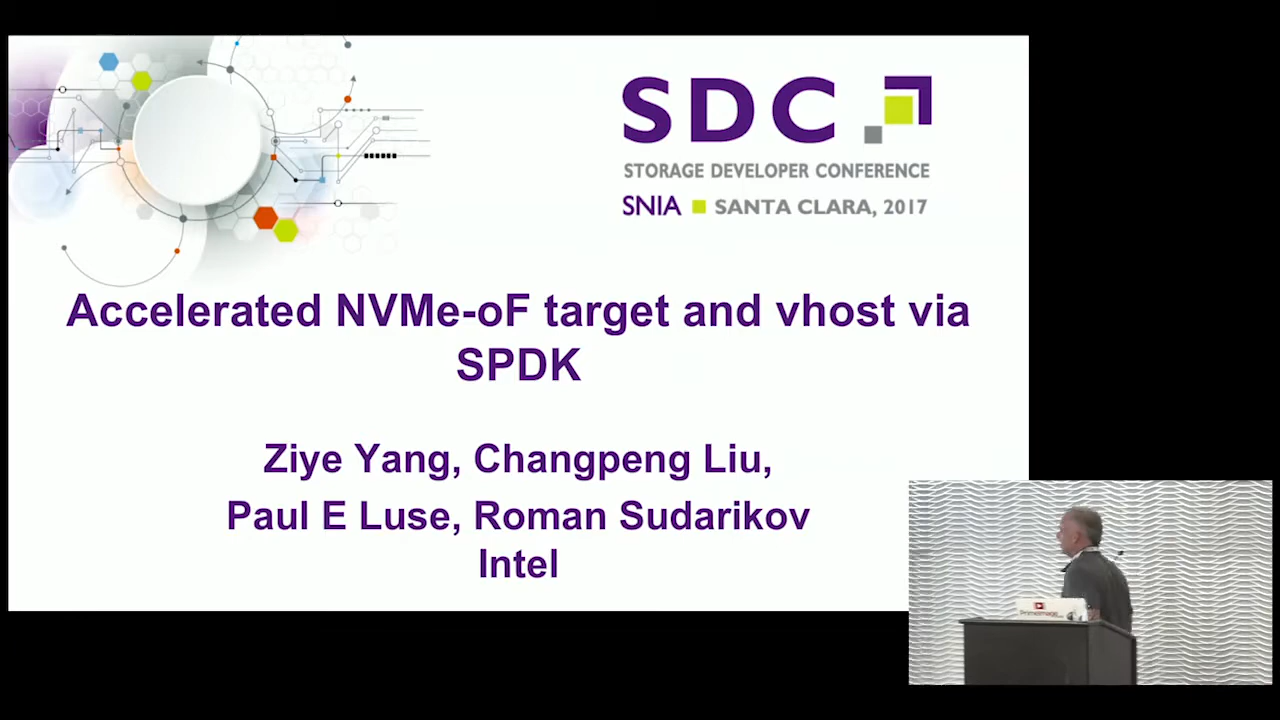 SDC
STORAGE DEVELOPER CONFERENCE
SNIA SANTA CLARA, 2017
Accelerated NVMe-oF target and vhost via
SPDK
Ziye Yang, Changpeng Liu,
Paul E Luse, Roman Sudarikov
Intel